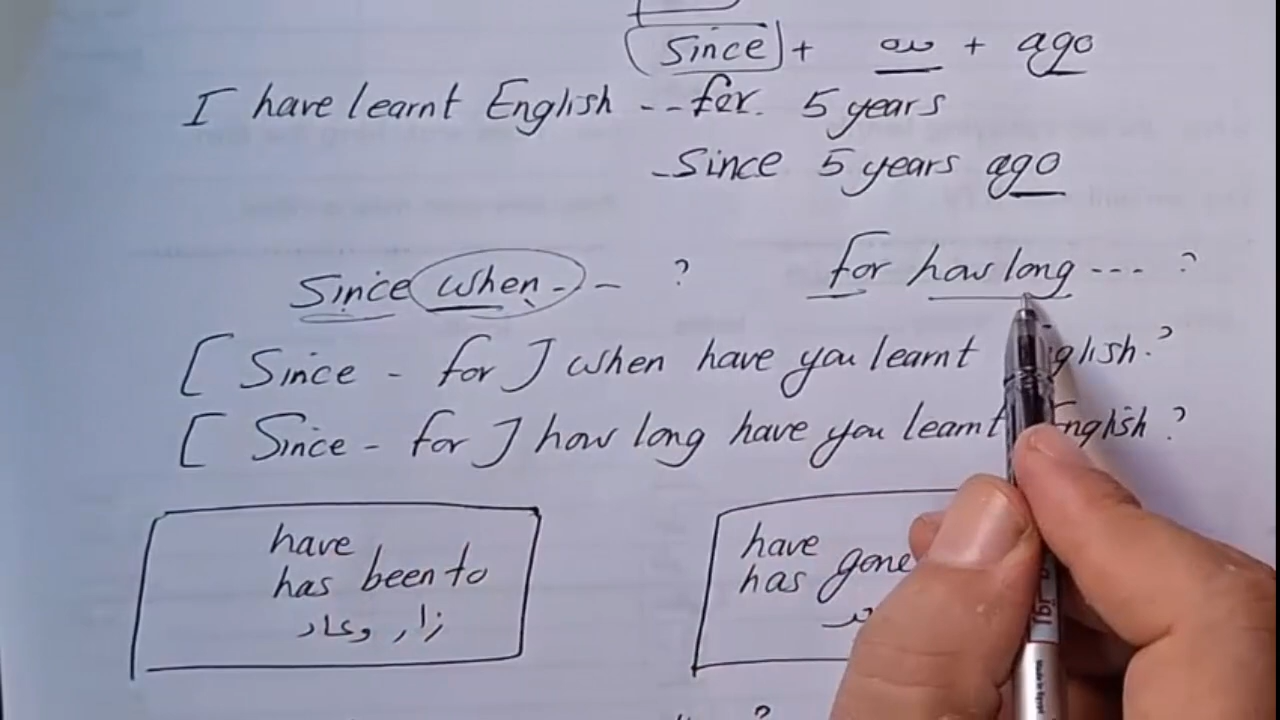 Since + مدة + ago
I have learnt English -- for. 5 years
- Since 5 years ago
Since when - - ?
for how long --- ?
[ Since - for ] when have you learnt English ?
[ Since - for ] how long have you learnt English ?
have
has been to
زار وعاد
have
has gone
?